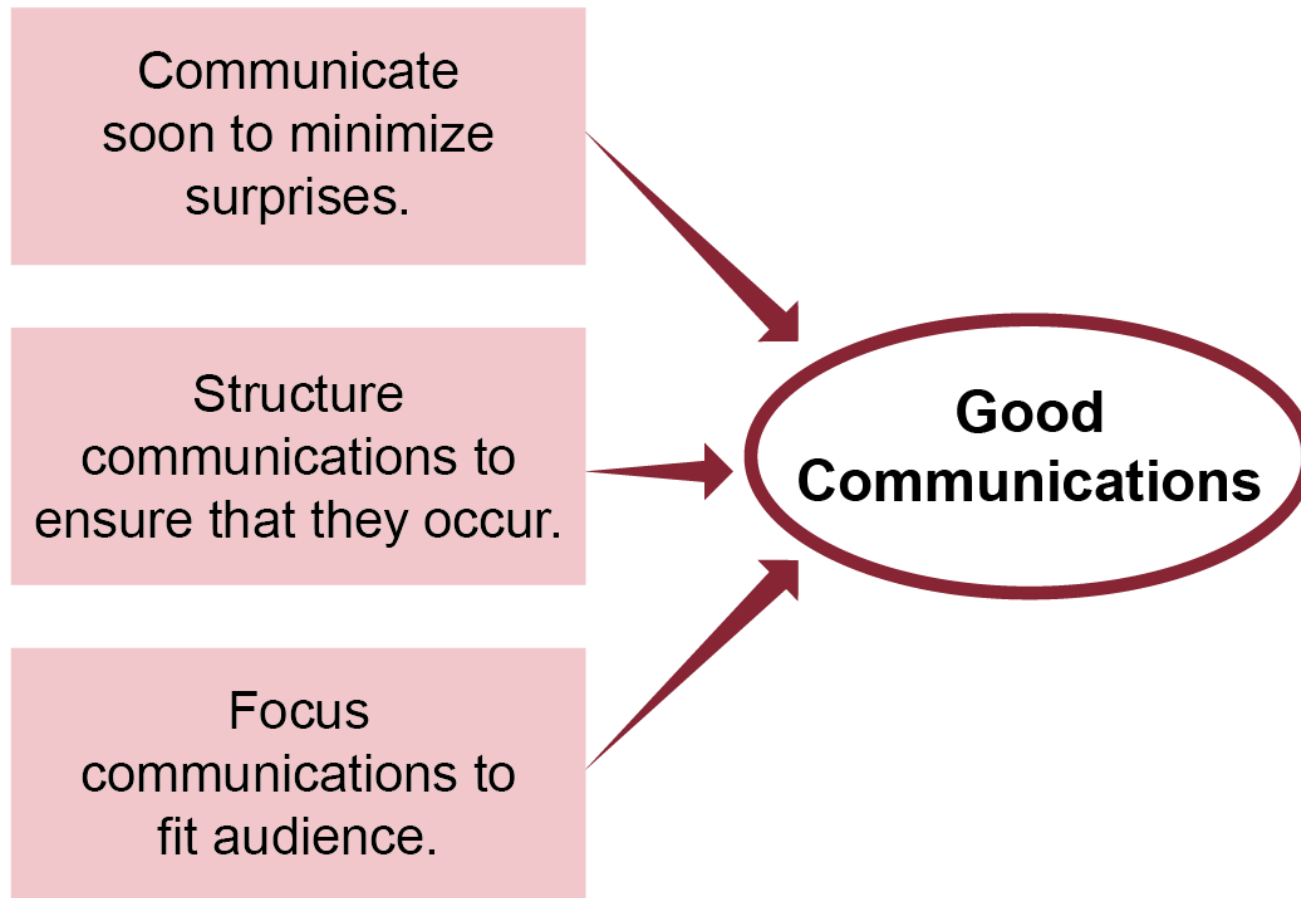 Communicate
soon to minimize
surprises.
Structure
communications to
ensure that they occur.
Focus
communications to
fit audience.
Good
Communications